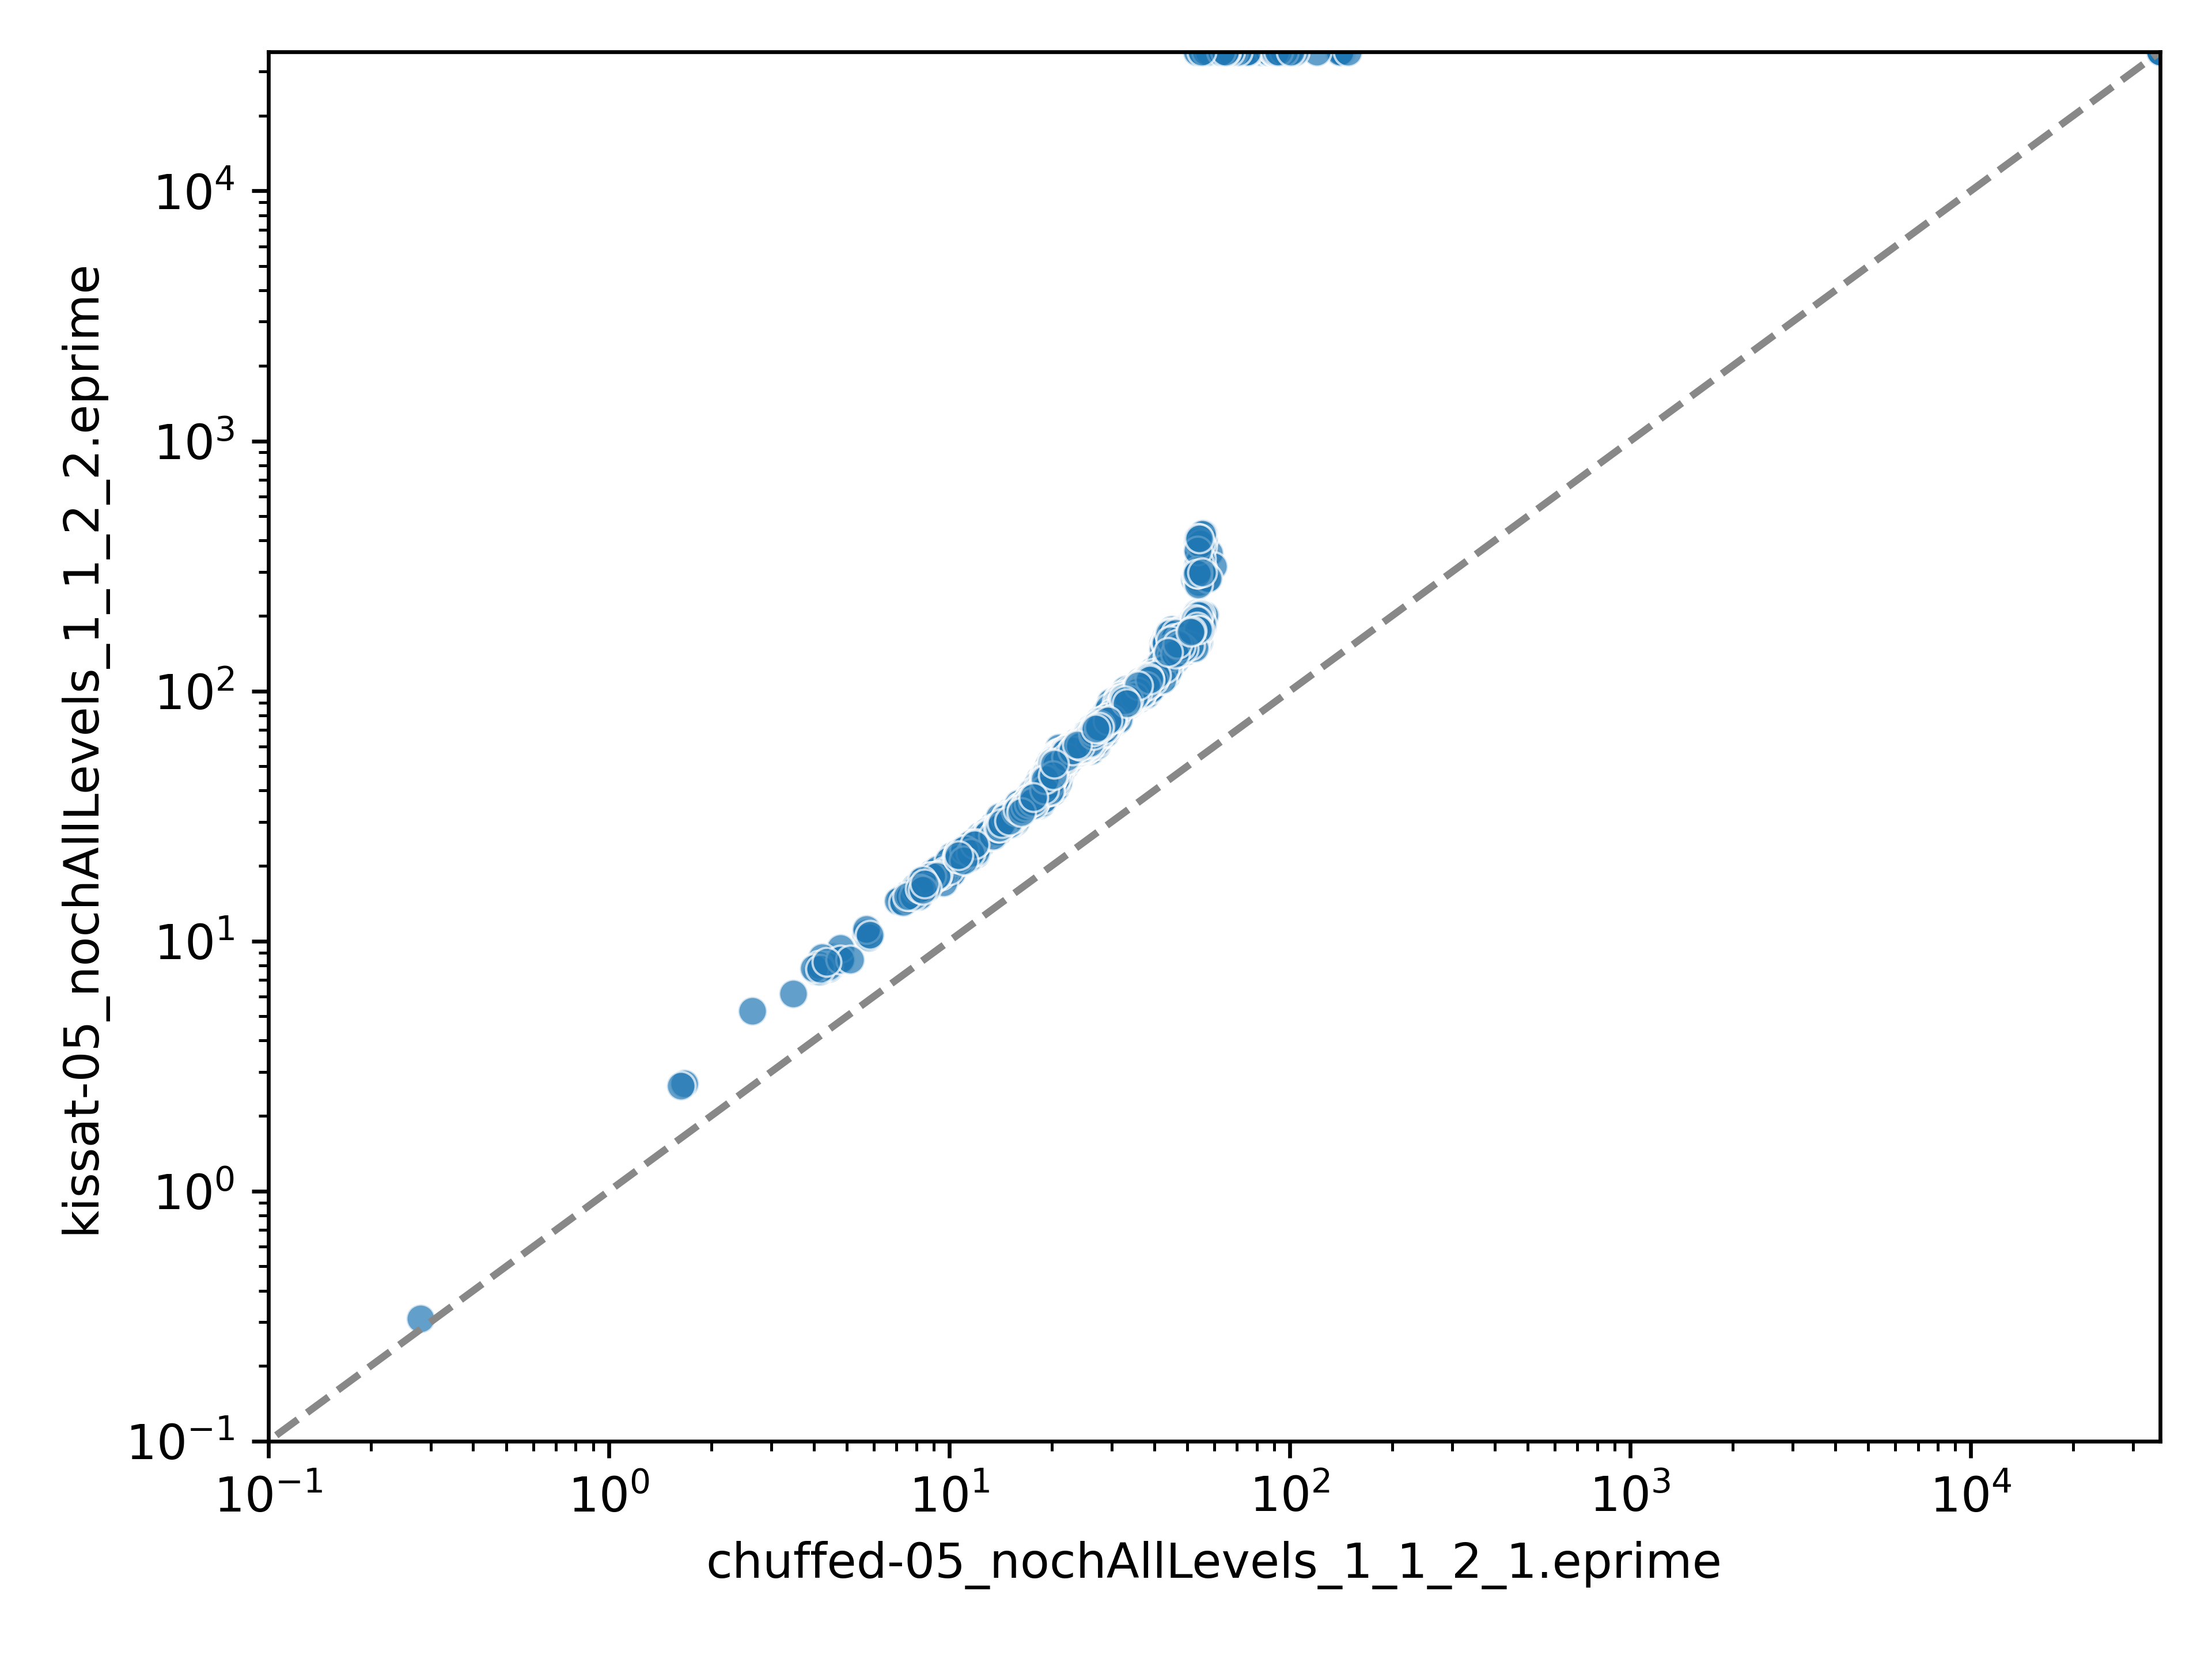 10⁴
10³
10²
10¹
10⁰
10⁻¹
kissat-05_nochAllLevels_1_1_2_2.eprime
10⁻¹ 10⁰ 10¹ 10² 10³ 10⁴
chuffed-05_nochAllLevels_1_1_2_1.eprime